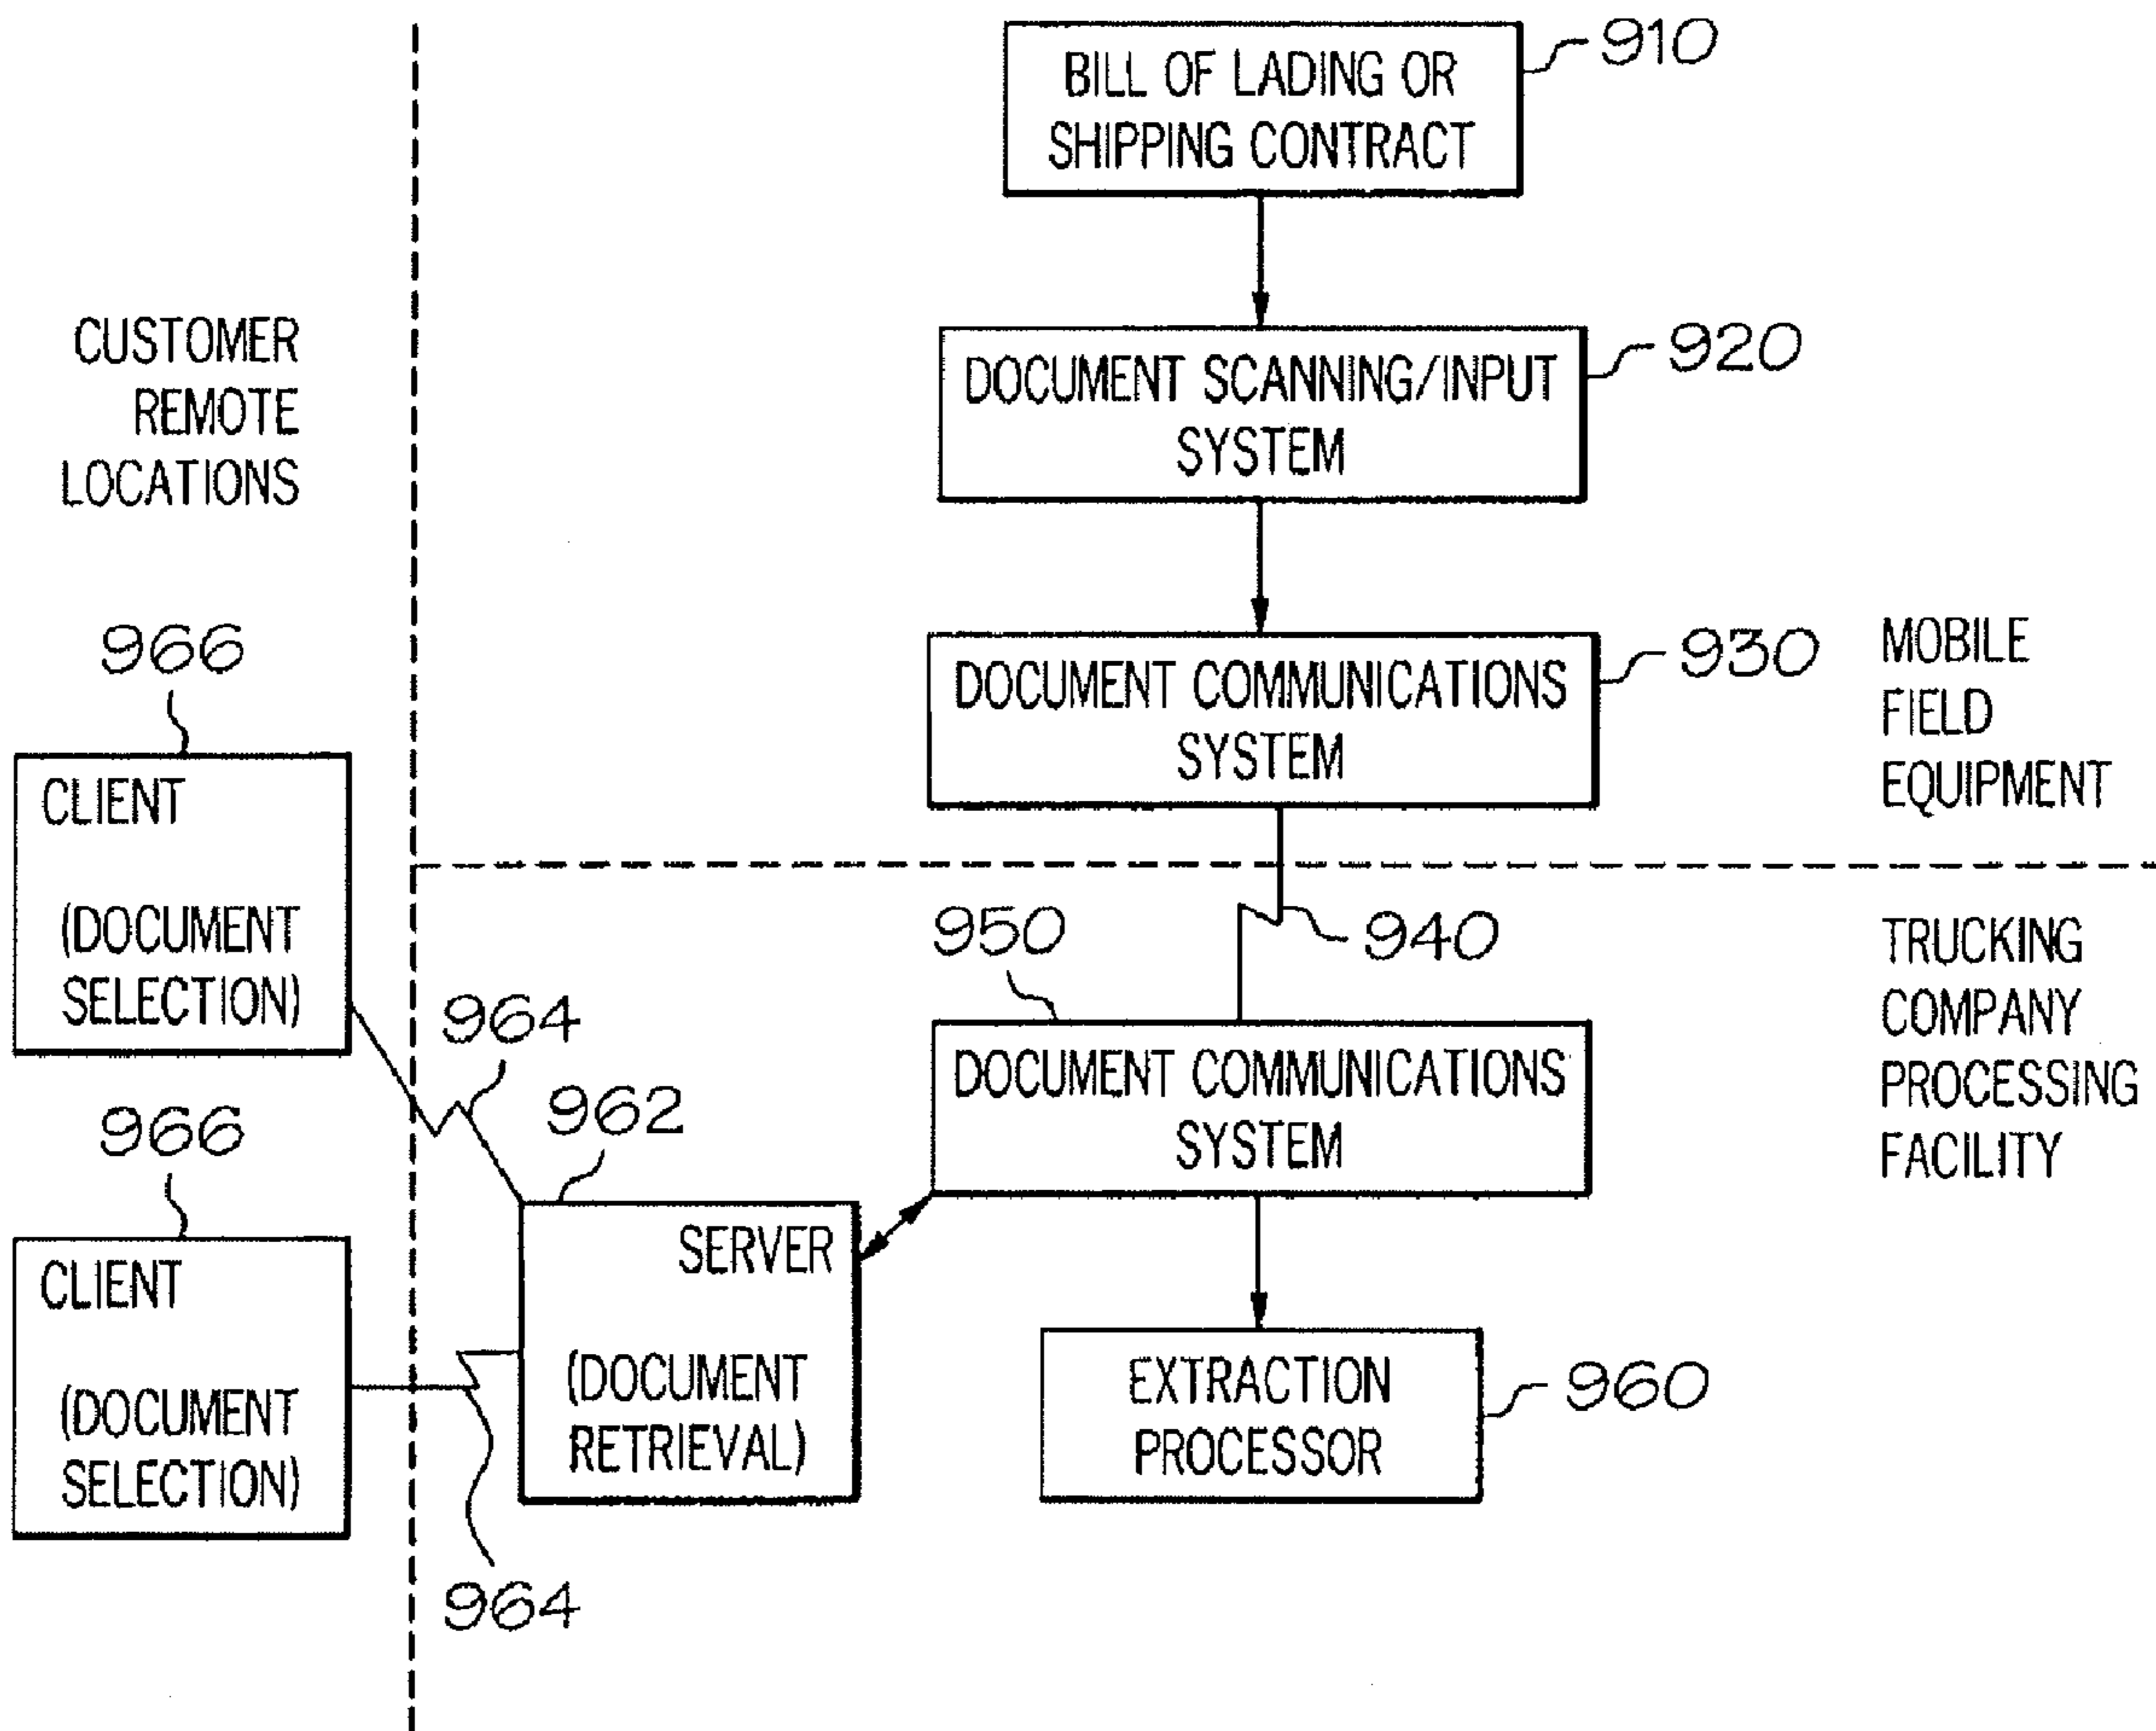 BILL OF LADING OR
SHIPPING CONTRACT
910
CUSTOMER
REMOTE
LOCATIONS
DOCUMENT SCANNING/INPUT
SYSTEM
920
DOCUMENT COMMUNICATIONS
SYSTEM
930
MOBILE
FIELD
EQUIPMENT
966
CLIENT
(DOCUMENT
SELECTION)
940
950
TRUCKING
COMPANY
PROCESSING
FACILITY
964
962
DOCUMENT COMMUNICATIONS
SYSTEM
966
CLIENT
(DOCUMENT
SELECTION)
SERVER
(DOCUMENT
RETRIEVAL)
EXTRACTION
PROCESSOR
960
964